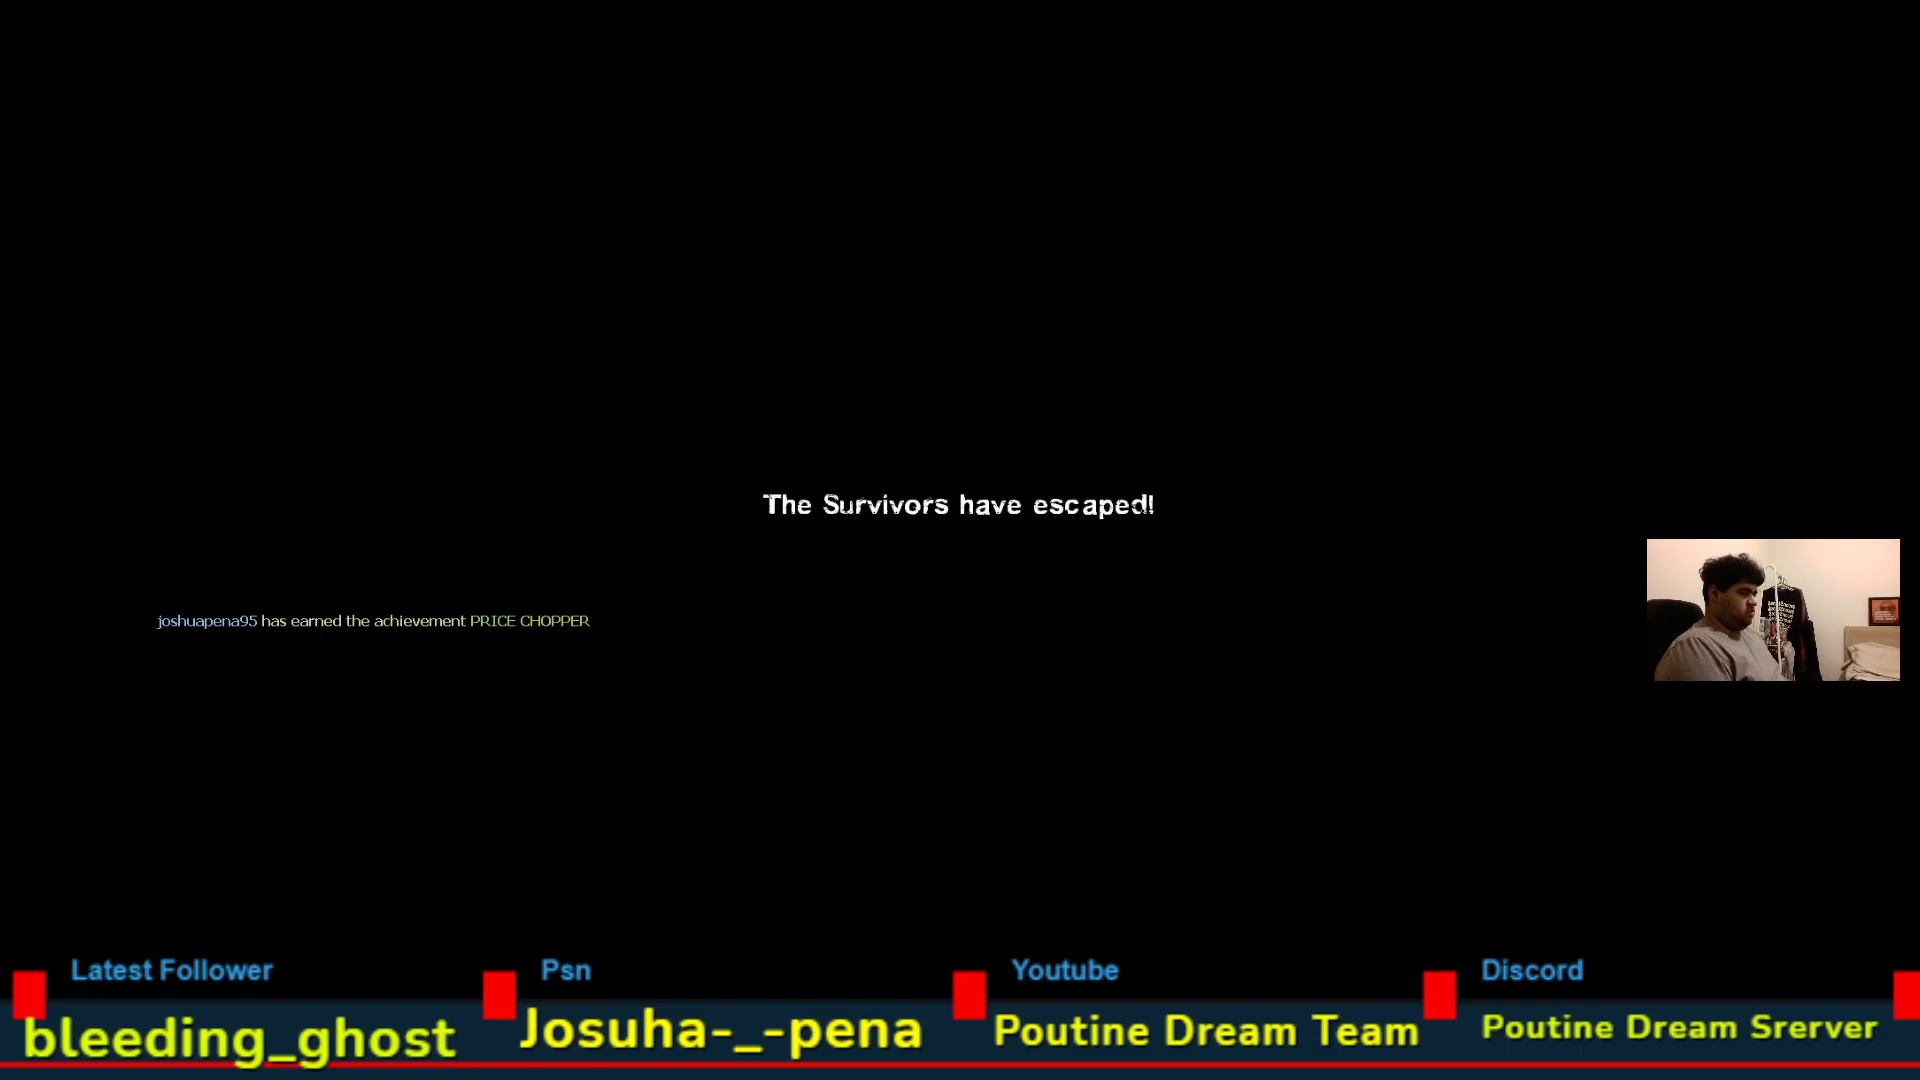 The Survivors have escaped!
joshuapena95 has earned the achievement PRICE CHOPPER
Latest Follower
Psn
Youtube
Discord
bleeding_ghost
Josuha-_-pena
Poutine Dream Team
Poutine Dream Srerver